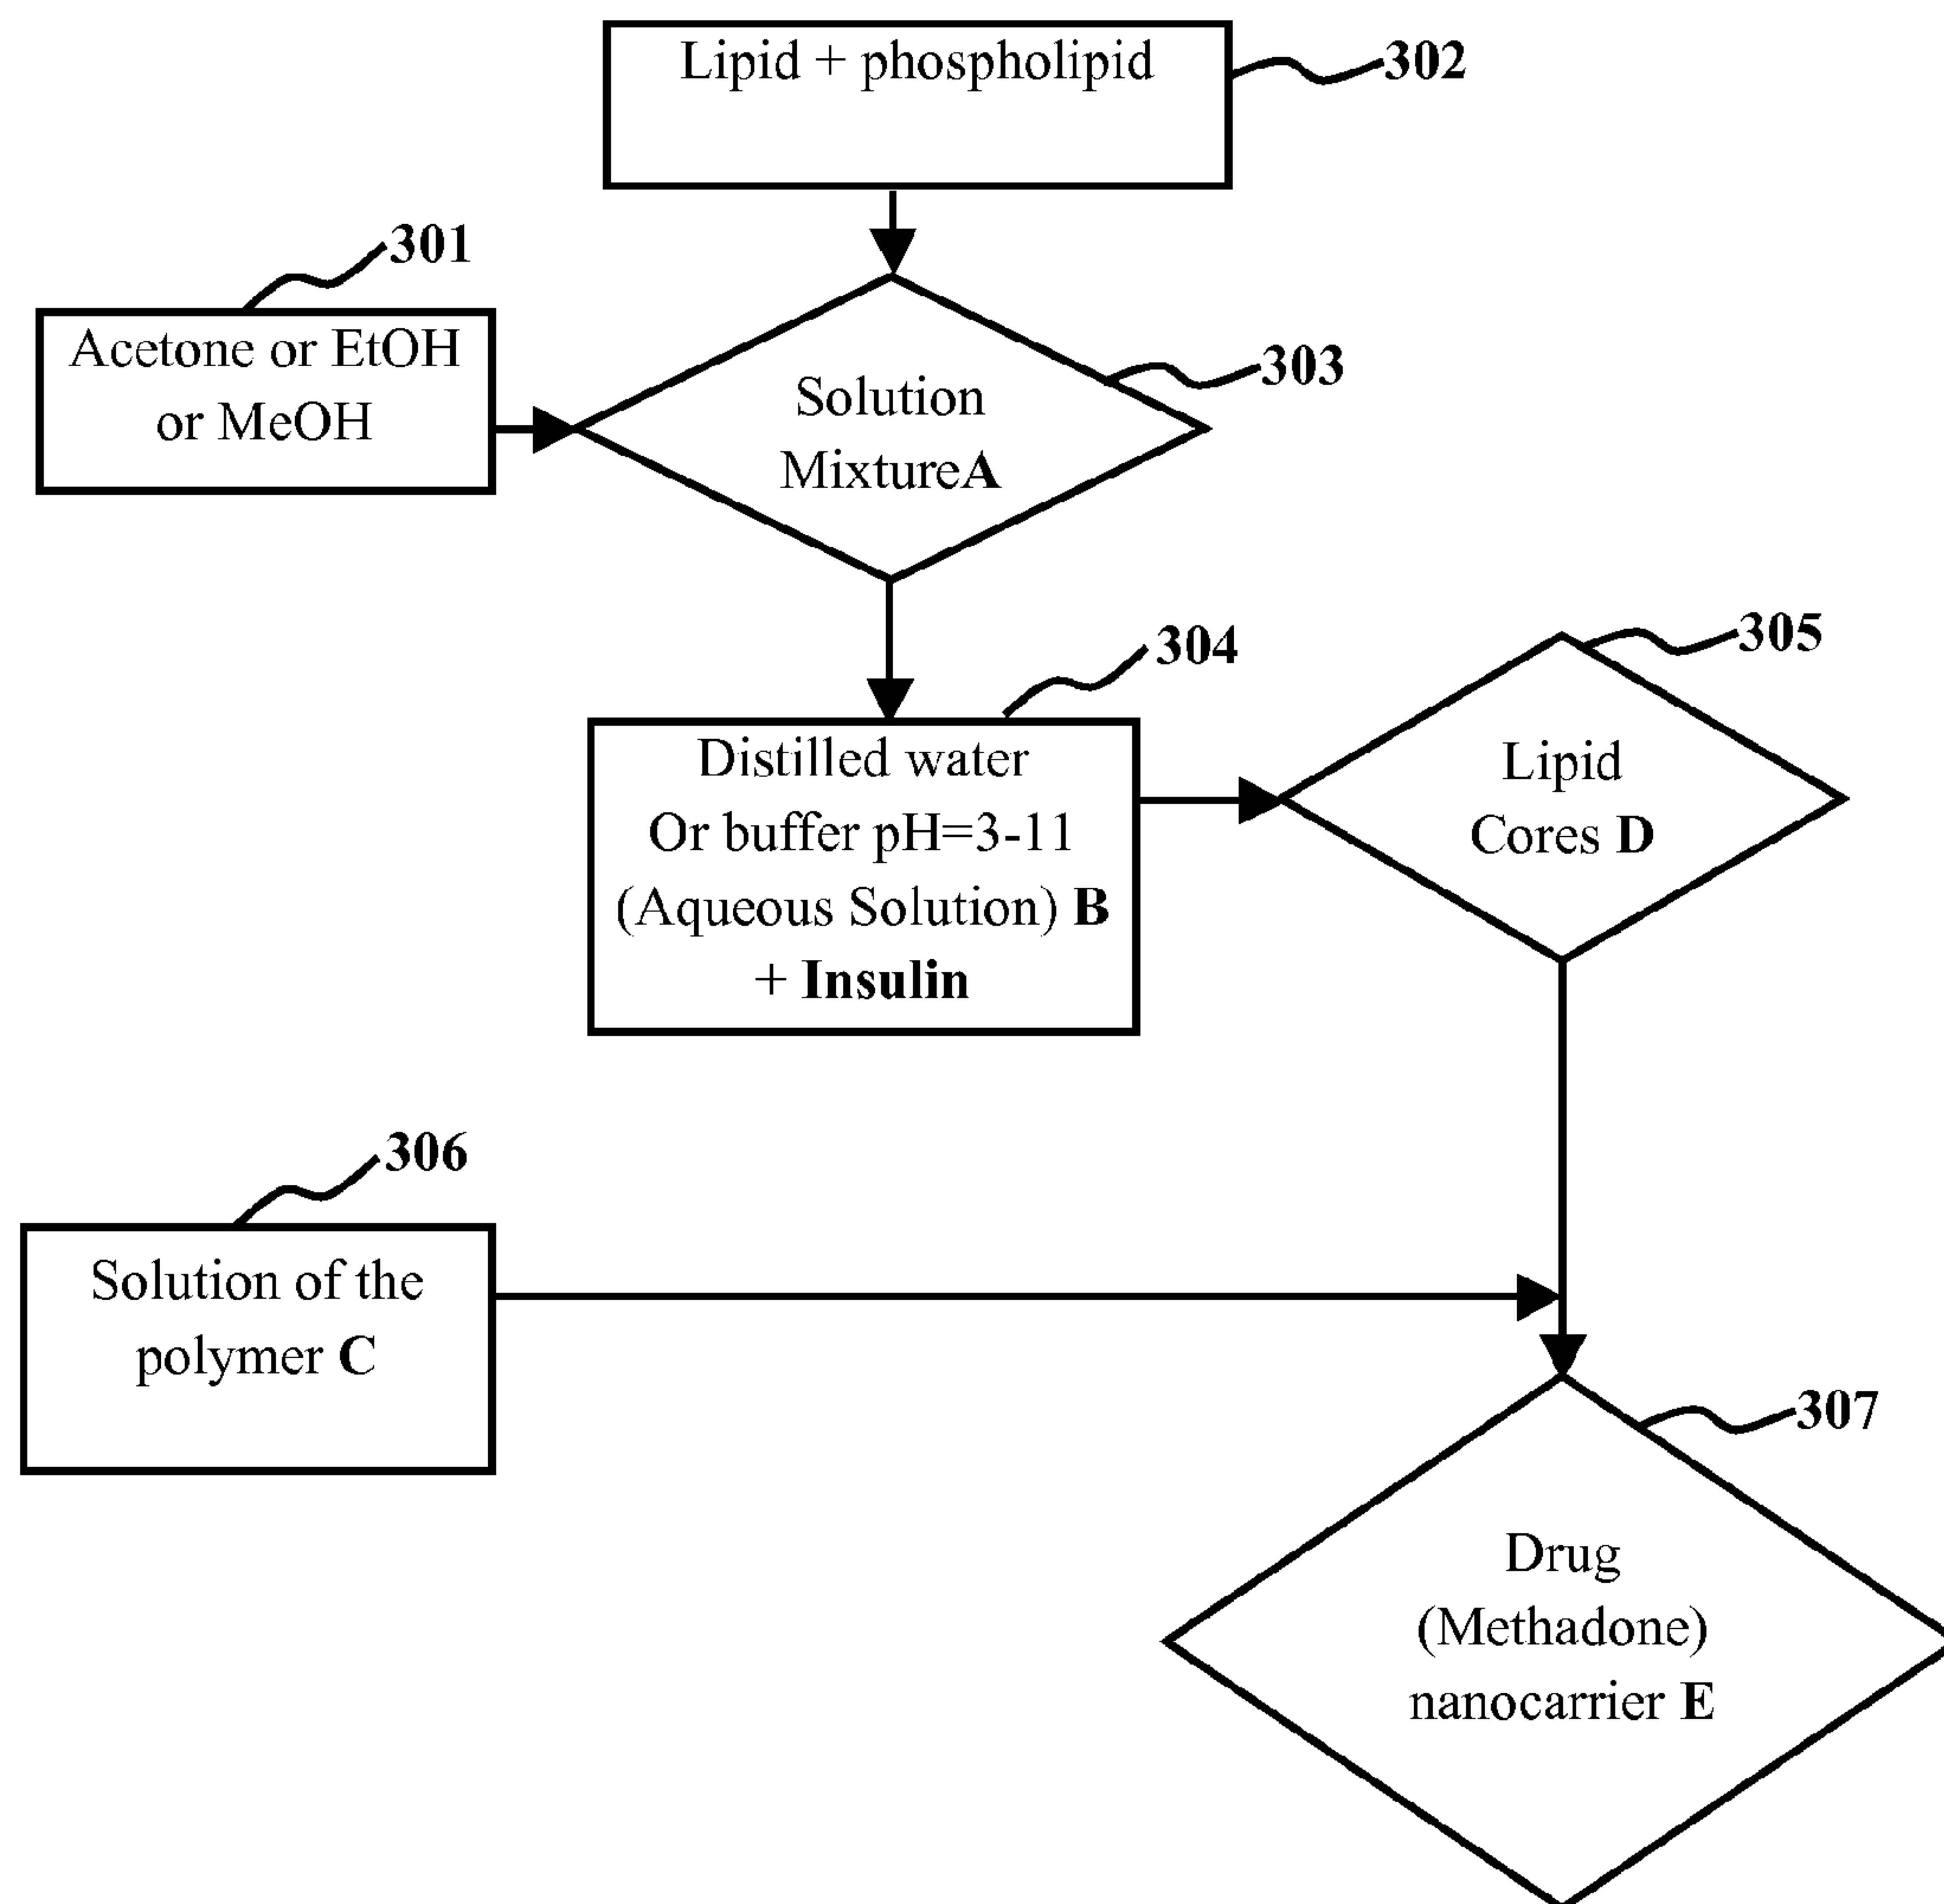 Lipid + phospholipid
302
301
Acetone or EtOH
or MeOH
303
Solution
MixtureA
304
Distilled water
Or buffer pH=3-11
(Aqueous Solution) B
+ Insulin
305
Lipid
Cores D
306
Solution of the
polymer C
307
Drug
(Methadone)
nanocarrier E